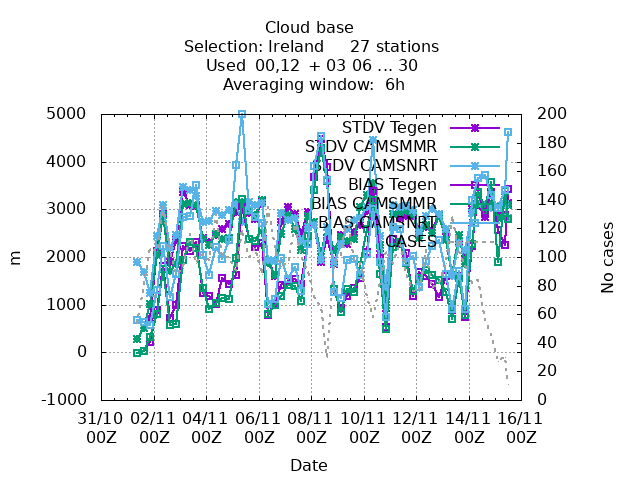 Cloud base
Selection: Ireland 27 stations
Used 00,12 + 03 06 ... 30
Averaging window: 6h
5000
4000
3000
2000
1000
0
-1000
m
200
180
160
140
120
100
80
60
40
20
0
No cases
STDV Tegen
STDV CAMSMMR
STDV CAMSNRT
BIAS Tegen
BIAS CAMSMMR
BIAS CAMSNRT
CASES
31/10 02/11 04/11 06/11 08/11 10/11 12/11 14/11 16/11
00Z 00Z 00Z 00Z 00Z 00Z 00Z 00Z 00Z
Date